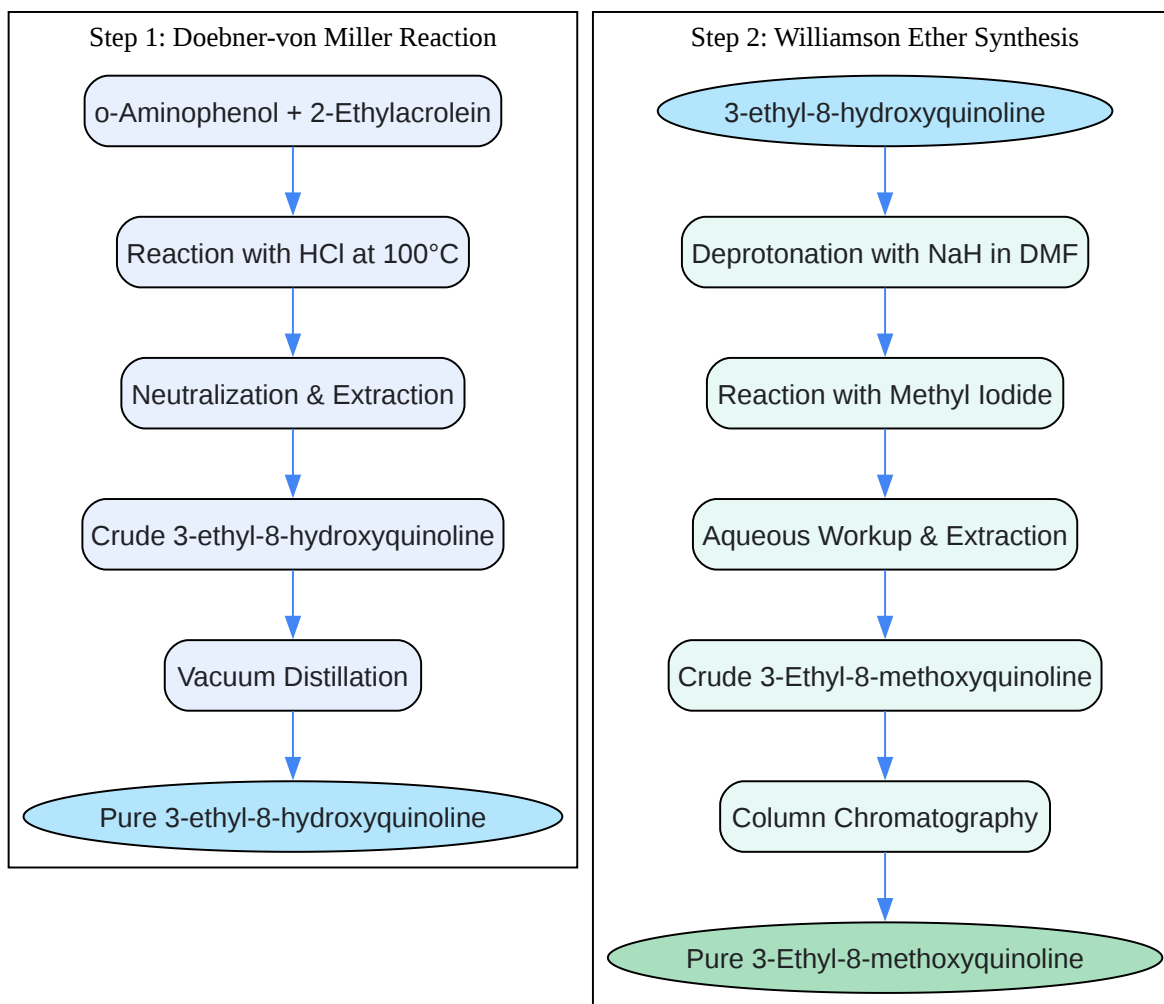 Step 1: Doebner-von Miller Reaction
o-Aminophenol + 2-Ethylacrolein
Reaction with HCl at 100°C
Neutralization & Extraction
Crude 3-ethyl-8-hydroxyquinoline
Vacuum Distillation
Pure 3-ethyl-8-hydroxyquinoline
Step 2: Williamson Ether Synthesis
3-ethyl-8-hydroxyquinoline
Deprotonation with NaH in DMF
Reaction with Methyl Iodide
Aqueous Workup & Extraction
Crude 3-Ethyl-8-methoxyquinoline
Column Chromatography
Pure 3-Ethyl-8-methoxyquinoline